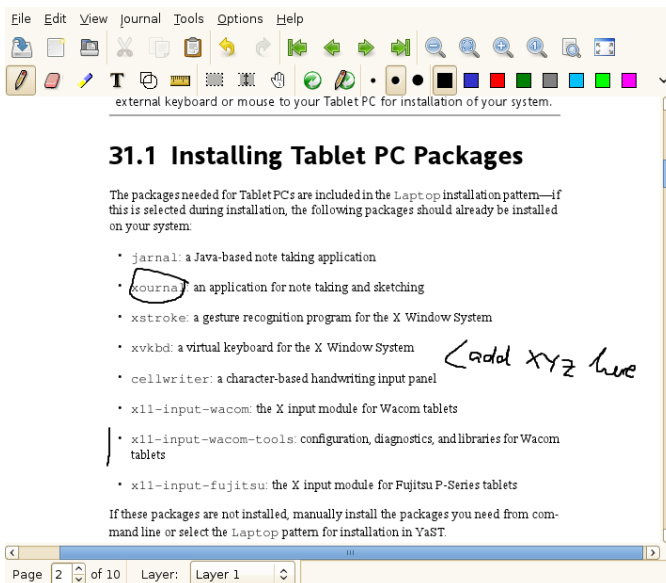 File Edit View Journal Tools Options Help
T
external keyboard or mouse to your Tablet PC for installation of your system.
31.1 Installing Tablet PC Packages
The packages needed for Tablet PCs are included in the Laptop installation pattern—if
this is selected during installation, the following packages should already be installed
on your system:
• jarnal: a Java-based note taking application
• xournal: an application for note taking and sketching
• xstroke: a gesture recognition program for the X Window System
• xvkbd: a virtual keyboard for the X Window System
<add XYZ here
• cellwriter: a character-based handwriting input panel
• x11-input-wacom: the X input module for Wacom tablets
• x11-input-wacom-tools: configuration, diagnostics, and libraries for Wacom
tablets
• x11-input-fujitsu: the X input module for Fujitsu P-Series tablets
If these packages are not installed, manually install the packages you need from com-
mand line or select the Laptop pattern for installation in YaST.
Page 2 of 10 Layer: Layer 1